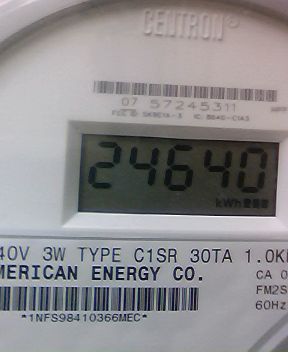 CENTRON®
07 57245311
24640
kWh
40V 3W TYPE C1SR 30TA 1.0K
MERICAN ENERGY CO.
CA 0
FM2S
60Hz
*1NFS98410366MEC*